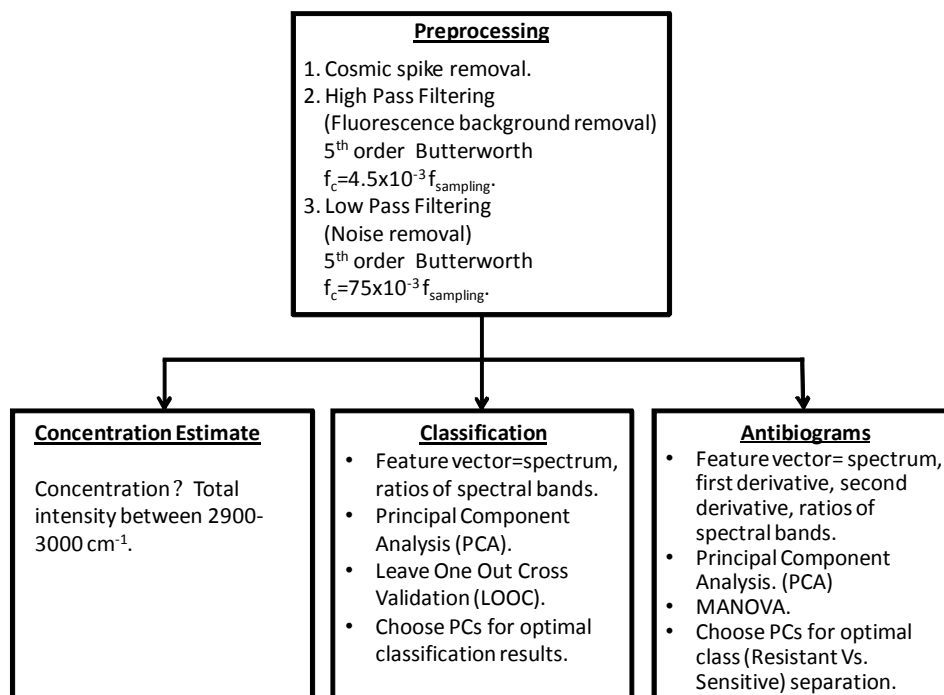 Preprocessing
1. Cosmic spike removal.
2. High Pass Filtering
(Fluorescence background removal)
5th order Butterworth
fc=4.5x10-3 fsampling.
3. Low Pass Filtering
(Noise removal)
5th order Butterworth
fc=75x10-3 fsampling.
Concentration Estimate
Concentration? Total
intensity between 2900-
3000 cm-1.
Classification
• Feature vector=spectrum,
ratios of spectral bands.
• Principal Component
Analysis (PCA).
• Leave One Out Cross
Validation (LOOC).
• Choose PCs for optimal
classification results.
Antibiograms
• Feature vector= spectrum,
first derivative, second
derivative, ratios of
spectral bands.
• Principal Component
Analysis. (PCA)
• MANOVA.
• Choose PCs for optimal
class (Resistant Vs.
Sensitive) separation.